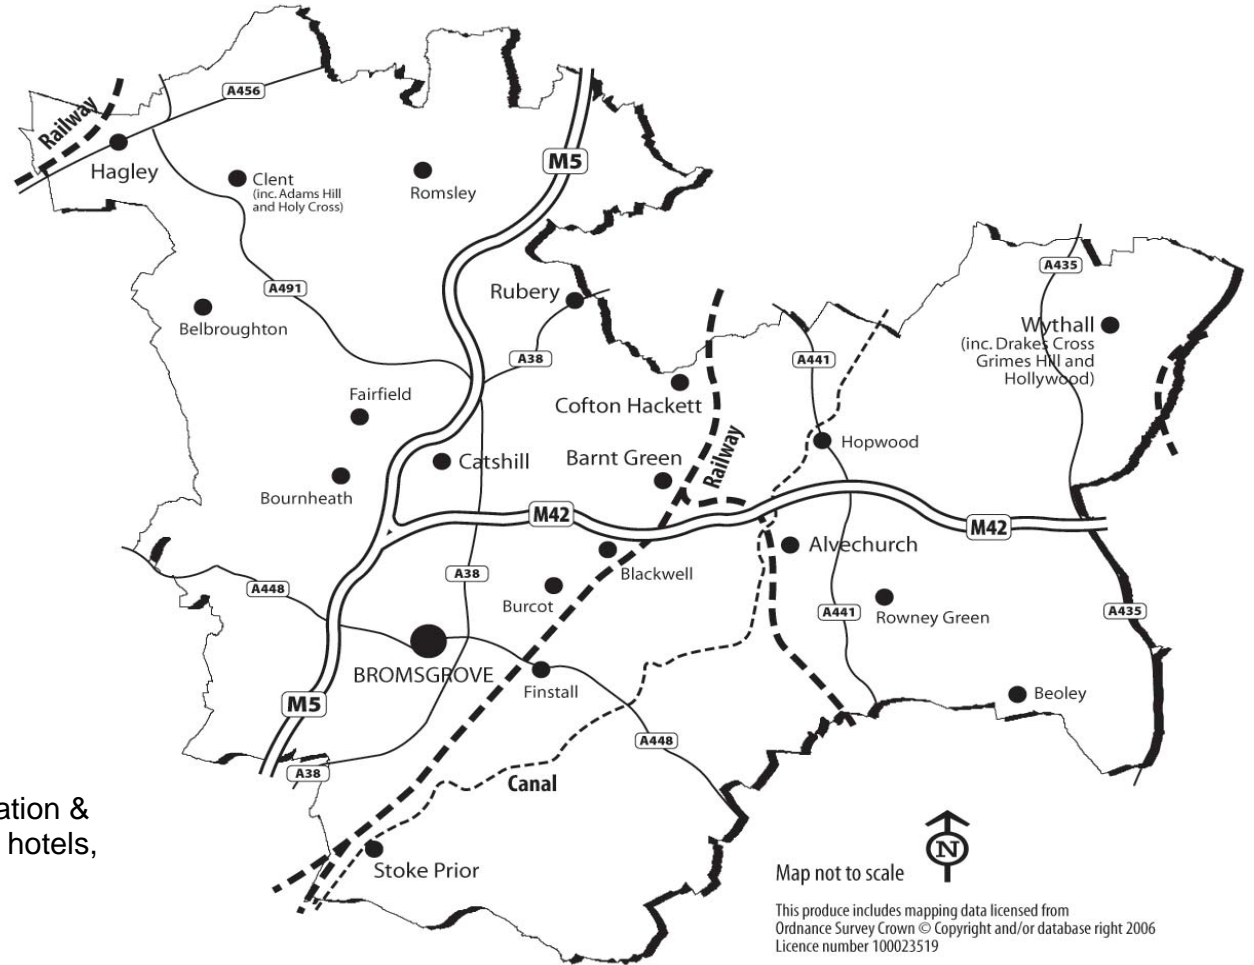 A456
Railway
Hagley
Clent
(inc. Adams Hill
and Holy Cross)
Romsley
M5
A435
A491
Rubery
Belbroughton
Wythall
(inc. Drakes Cross
Grimes Hill and
Hollywood)
A38
A441
Fairfield
Cofton Hackett
Hopwood
Catshill
Barnt Green
Railway
Bournheath
M42
M42
Alvechurch
A448
A38
Blackwell
Burcot
A441
Rowney Green
A435
BROMSGROVE
Finstall
Beoley
M5
A448
A38
Canal
ation &
hotels,
Stoke Prior
N
Map not to scale
This produce includes mapping data licensed from
Ordnance Survey Crown © Copyright and/or database right 2006
Licence number 100023519